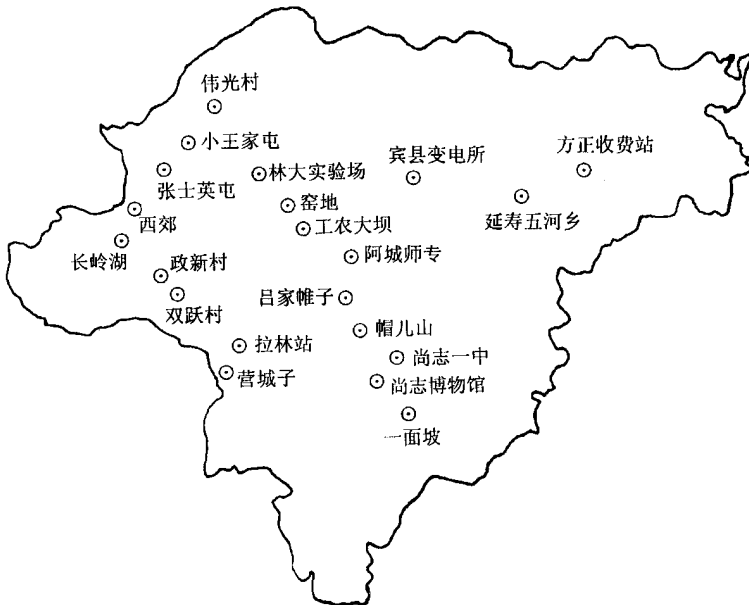 伟光村
小王家屯
宾县变电所
方正收费站
林大实验场
张士英屯
窑地
延寿五河乡
西郊
工农大坝
长岭湖
阿城师专
政新村
吕家帷子
双跃村
帽儿山
拉林站
尚志一中
营城子
尚志博物馆
一面坡